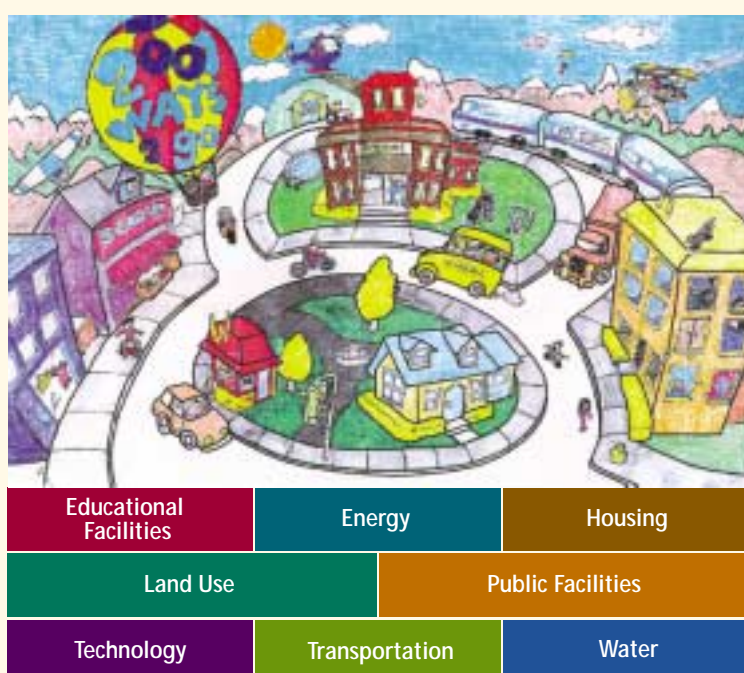 Educational
Facilities
Energy
Housing
Land Use
Public Facilities
Technology
Transportation
Water